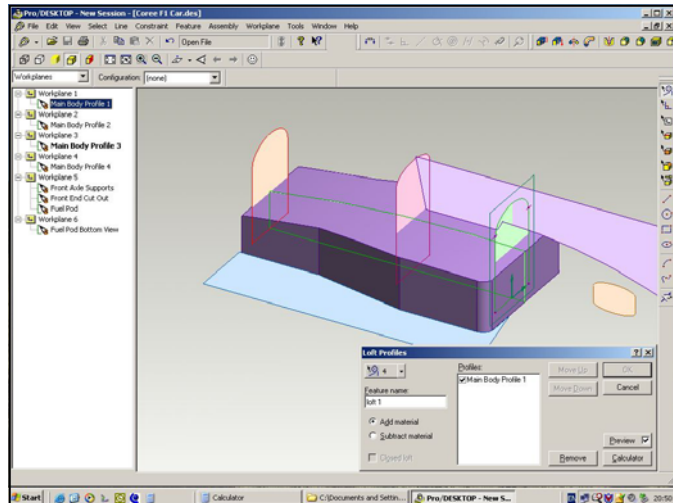 Pro/DESKTOP - New Session - [Coree F1 Car.des]
File Edit View Select Line Constraint Feature Assembly Workplane Tools Window Help
Open File
Workplanes Configuration: (none)
Workplane 1
Main Body Profile 1
Workplane 2
Main Body Profile 2
Workplane 3
Main Body Profile 3
Workplane 4
Main Body Profile 4
Workplane 5
Front Axle Supports
Front End Cut Out
Fuel Pod
Workplane 6
Fuel Pod Bottom View
Loft Profiles
4
Profiles:
Main Body Profile 1
Move Up
OK
Feature name:
loft 1
Move Down
Cancel
Add material
Subtract material
Closed loft
Preview
Remove
Calculator
Start
Calculator
C:\Documents and Settin...
Pro/DESKTOP - New S...
20:50